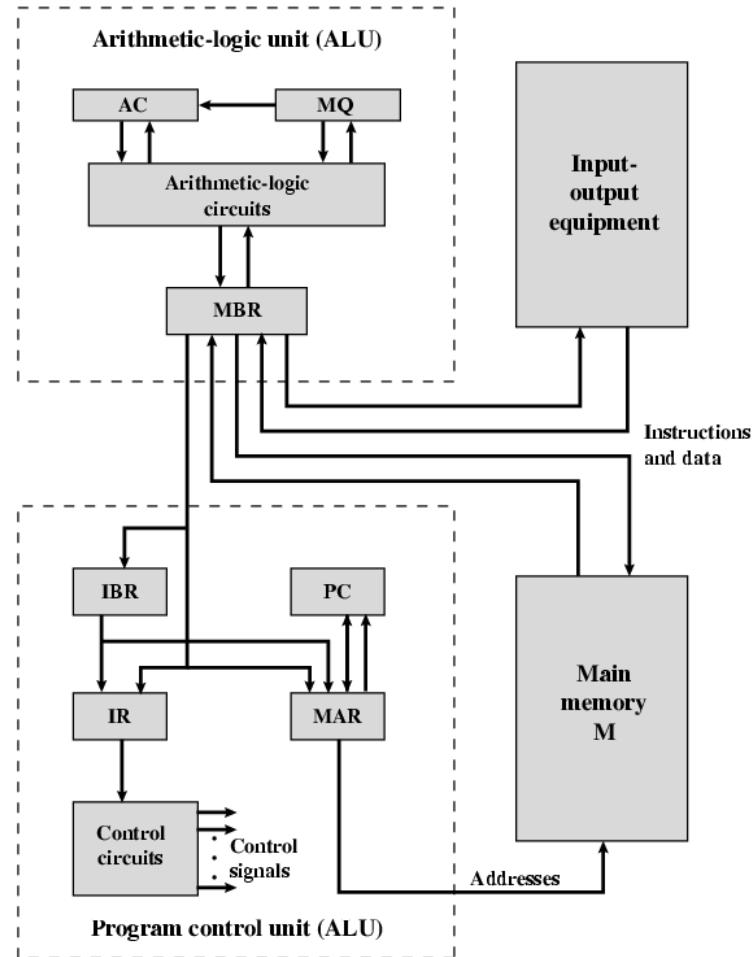 Arithmetic-logic unit (ALU)
AC
MQ
Arithmetic-logic
circuits
MBR
Input-
output
equipment
Instructions
and data
IBR
PC
IR
MAR
Main
memory
M
Control
circuits
Control
signals
Addresses
Program control unit (ALU)